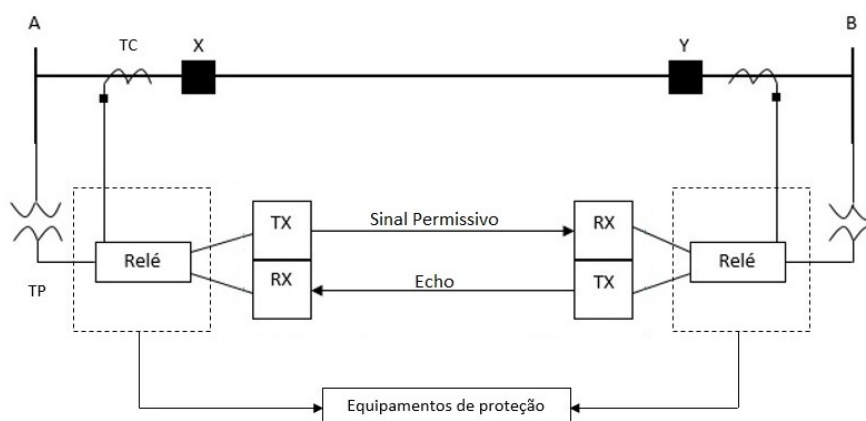 A
B
TC
X
Y
TX
Sinal Permissivo
RX
Relé
Relé
RX
Echo
TX
TP
Equipamentos de proteção